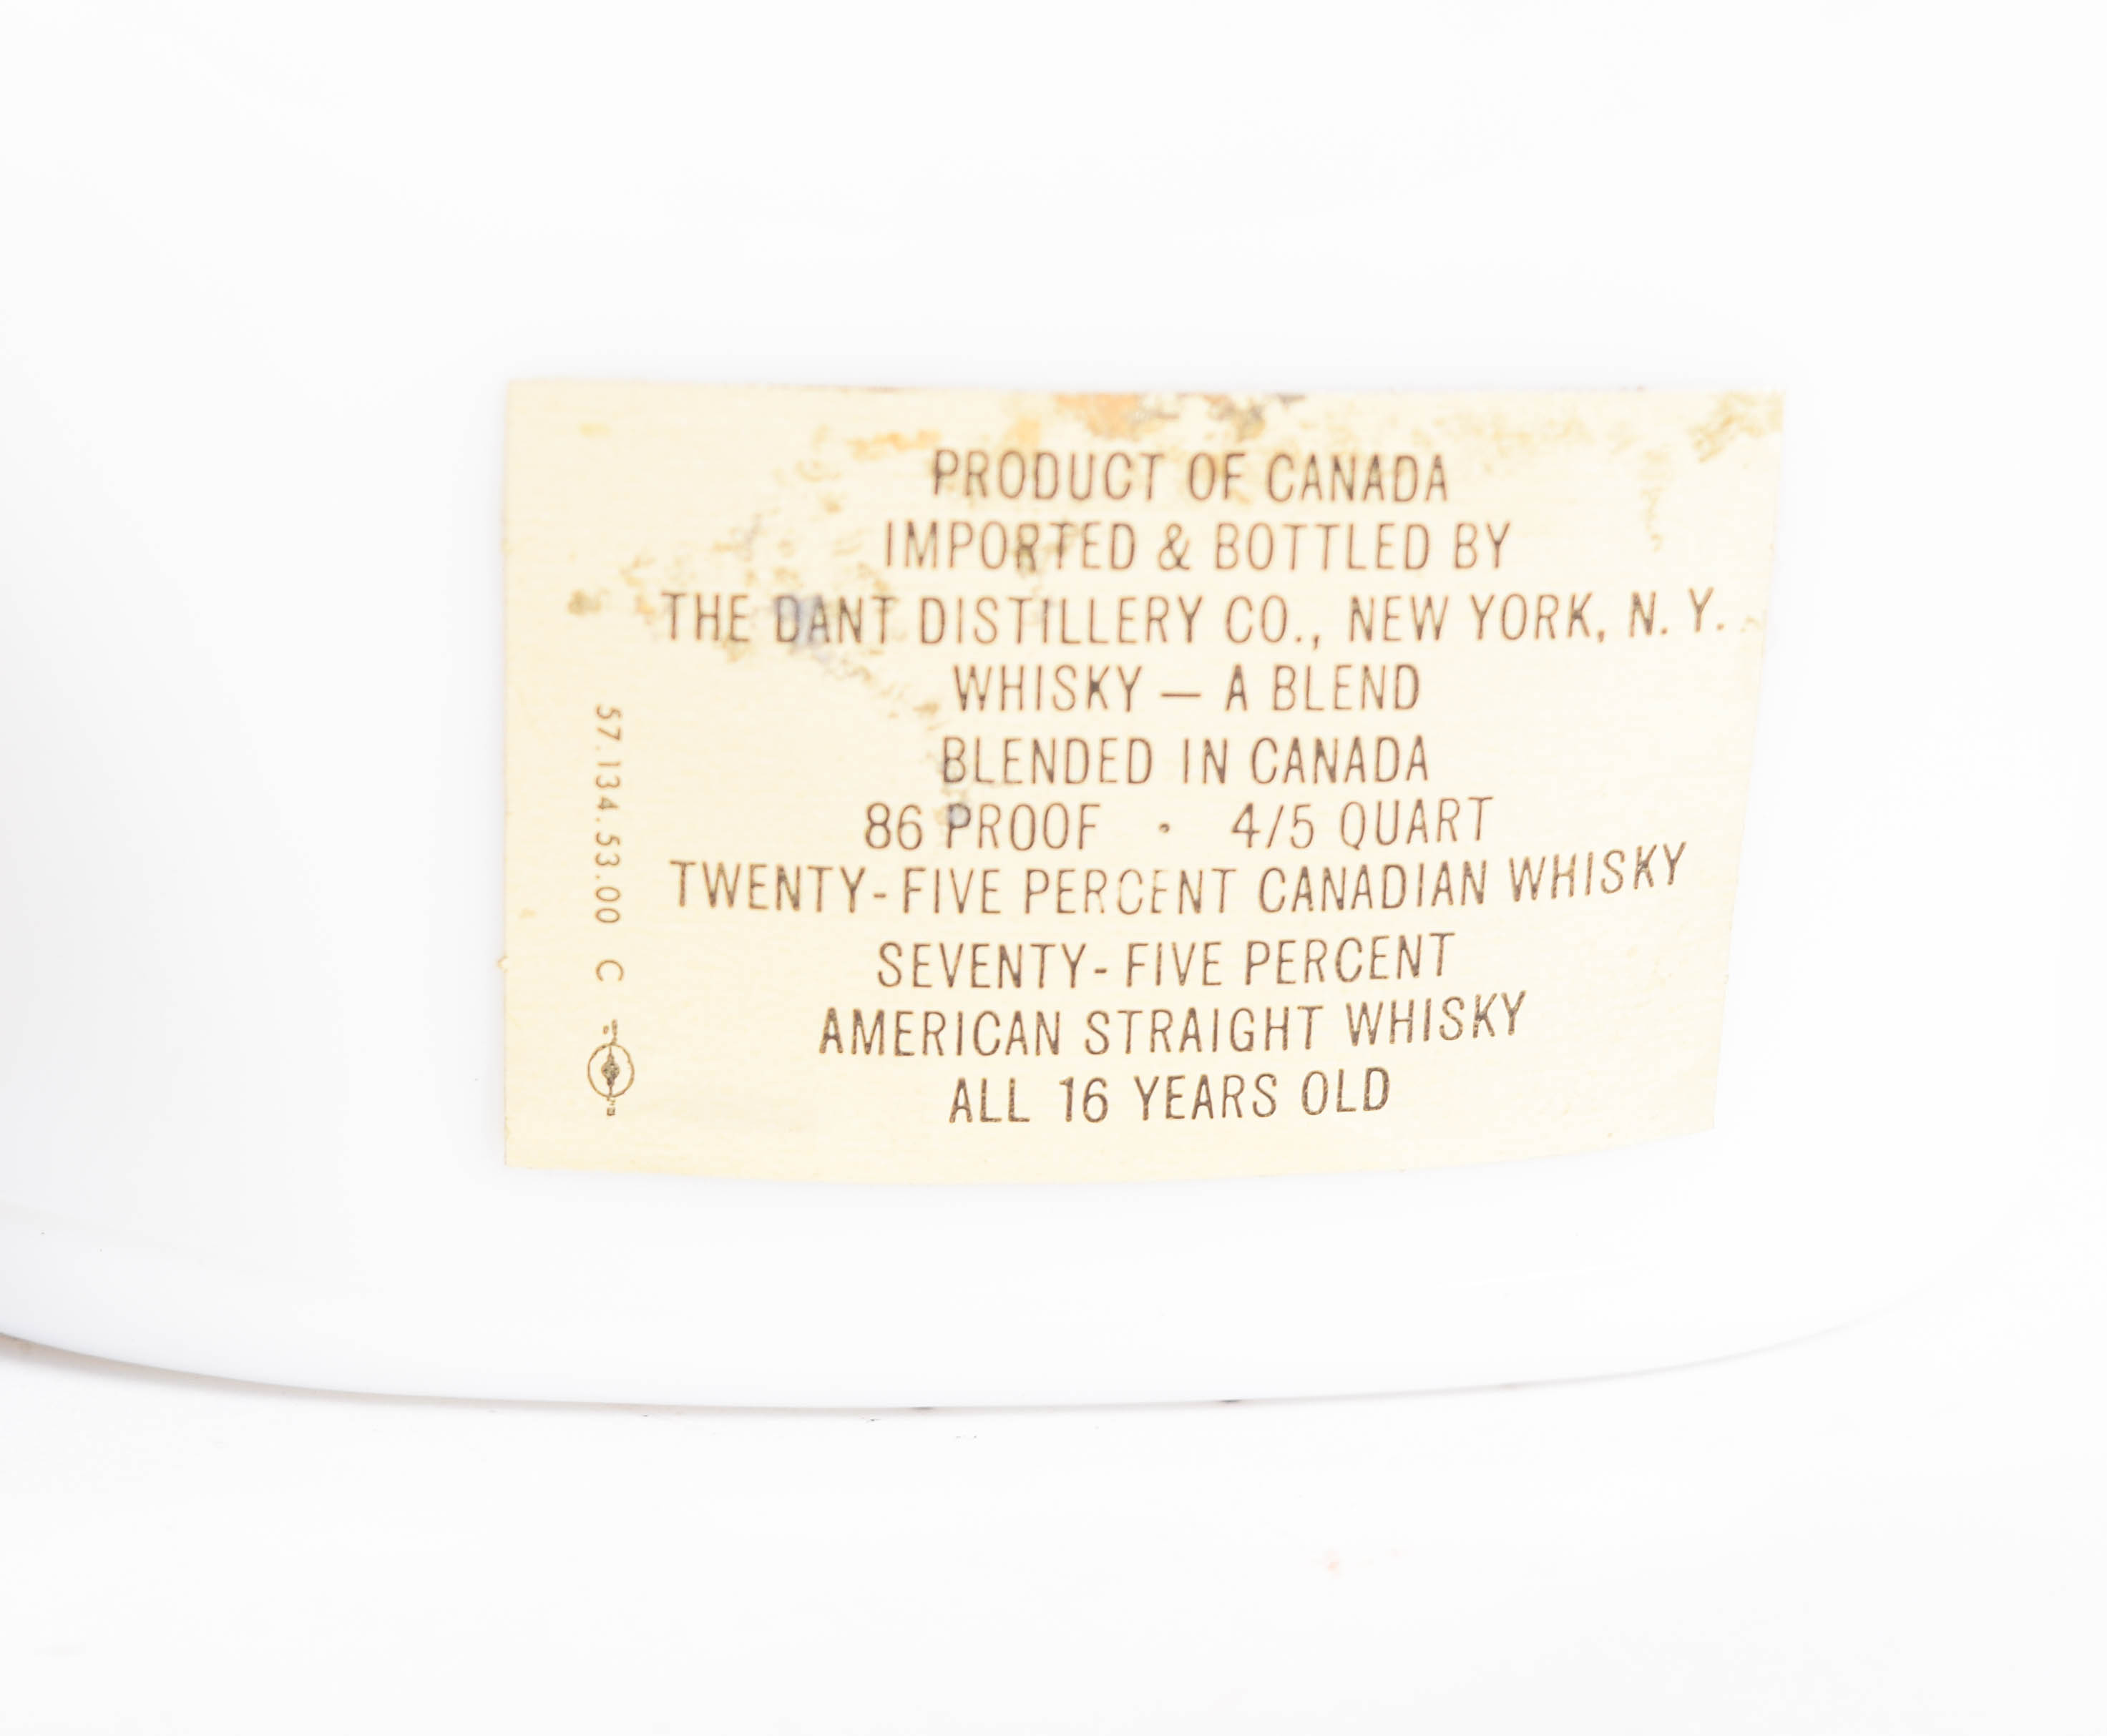 PRODUCT OF CANADA
IMPORTED & BOTTLED BY
THE DANT DISTILLERY CO., NEW YORK, N. Y.
WHISKY — A BLEND
BLENDED IN CANADA
86 PROOF · 4/5 QUART
TWENTY-FIVE PERCENT CANADIAN WHISKY
SEVENTY-FIVE PERCENT
AMERICAN STRAIGHT WHISKY
ALL 16 YEARS OLD
57.134.53.00 C